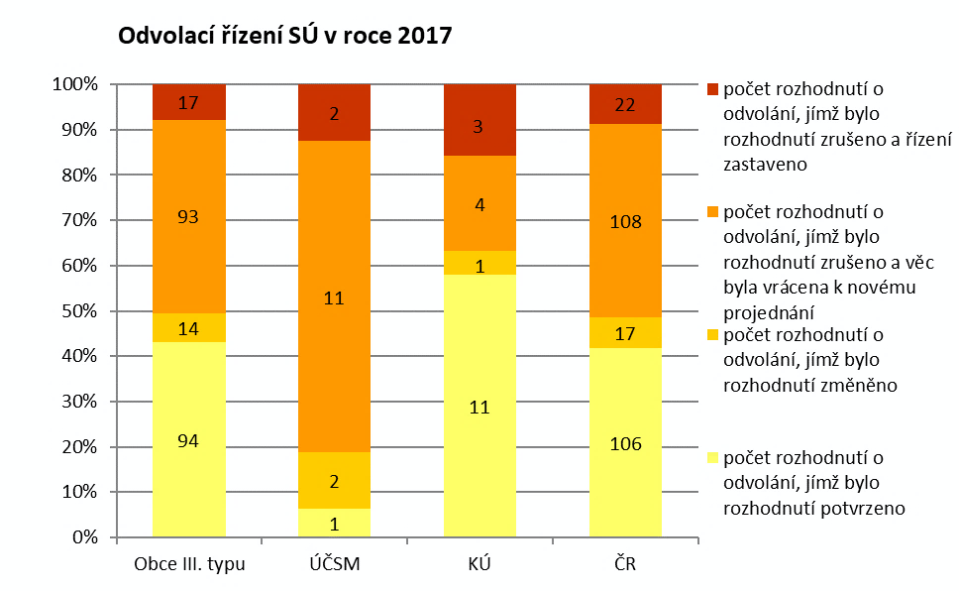 Odvolací řízení SÚ v roce 2017
100%
90%
80%
70%
60%
50%
40%
30%
20%
10%
0%
17
93
14
94
2
11
2
1
3
4
1
11
22
108
17
106
Obce III. typu
ÚČSM
KÚ
ČR
počet rozhodnutí o
odvolání, jímž bylo
rozhodnutí zrušeno a řízení
zastaveno
počet rozhodnutí o
odvolání, jímž bylo
rozhodnutí zrušeno a věc
byla vrácena k novému
projednání
počet rozhodnutí o
odvolání, jímž bylo
rozhodnutí změněno
počet rozhodnutí o
odvolání, jímž bylo
rozhodnutí potvrzeno